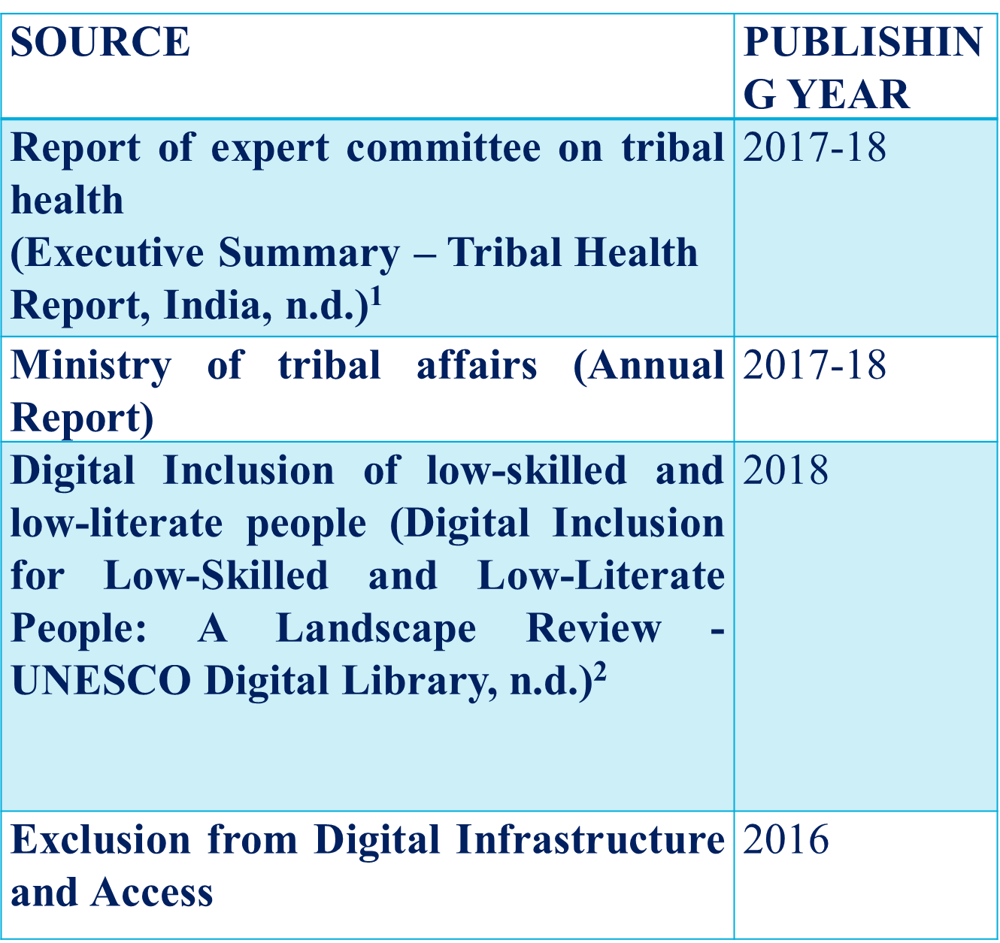 SOURCE
PUBLISHIN
G YEAR
Report of expert committee on tribal
health
(Executive Summary – Tribal Health
Report, India, n.d.)¹
2017-18
Ministry of tribal affairs (Annual
Report)
2017-18
Digital Inclusion of low-skilled and
low-literate people (Digital Inclusion
for Low-Skilled and Low-Literate
People: A Landscape Review -
UNESCO Digital Library, n.d.)²
2018
Exclusion from Digital Infrastructure
and Access
2016